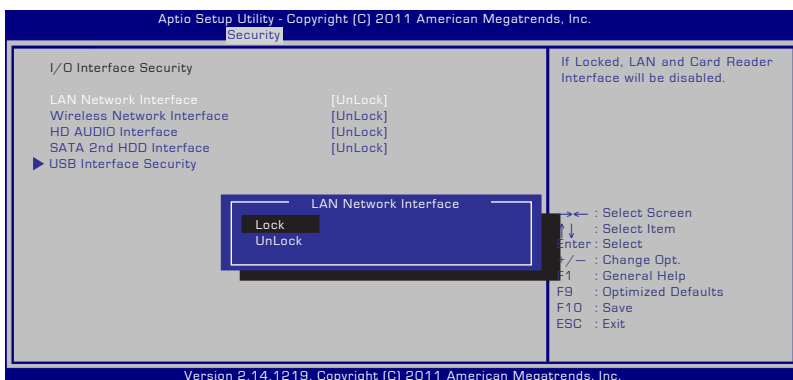 Aptio Setup Utility - Copyright (C) 2011 American Megatrends, Inc.
Security
I/O Interface Security
LAN Network Interface [UnLock]
Wireless Network Interface [UnLock]
HD AUDIO Interface [UnLock]
SATA 2nd HDD Interface [UnLock]
USB Interface Security
If Locked, LAN and Card Reader
Interface will be disabled.
LAN Network Interface
Lock
UnLock
→← : Select Screen
↑↓ : Select Item
Enter : Select
+/− : Change Opt.
F1 : General Help
F9 : Optimized Defaults
F10 : Save
ESC : Exit
Version 2.14.1219. Copyright (C) 2011 American Megatrends, Inc.